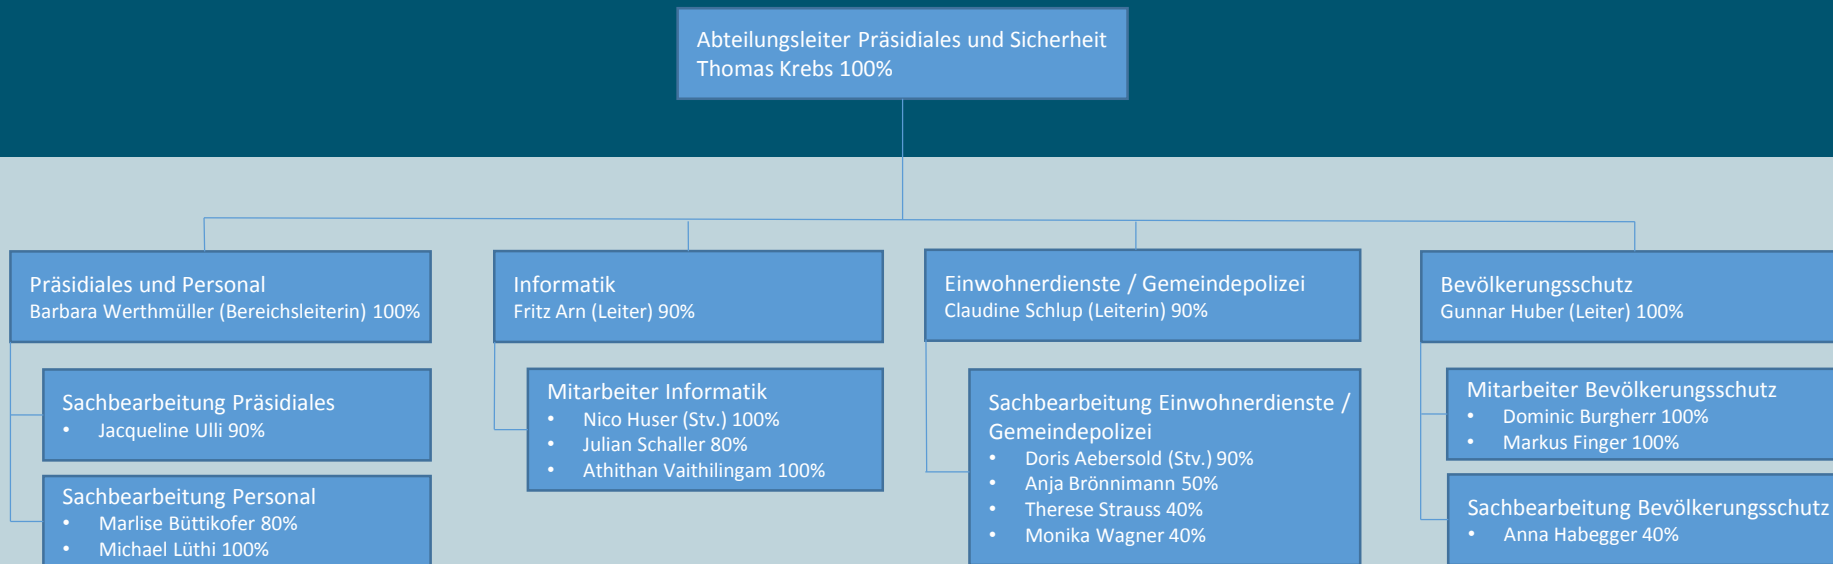 Abteilungsleiter Präsidiales und Sicherheit
Thomas Krebs 100%
Präsidiales und Personal
Barbara Werthmüller (Bereichsleiterin) 100%
Sachbearbeitung Präsidiales
• Jacqueline Ulli 90%
Sachbearbeitung Personal
• Marlise Büttikofer 80%
• Michael Lüthi 100%
Informatik
Fritz Arn (Leiter) 90%
Mitarbeiter Informatik
• Nico Huser (Stv.) 100%
• Julian Schaller 80%
• Athithan Vaithilingam 100%
Einwohnerdienste / Gemeindepolizei
Claudine Schlup (Leiterin) 90%
Sachbearbeitung Einwohnerdienste /
Gemeindepolizei
• Doris Aebersold (Stv.) 90%
• Anja Brönnimann 50%
• Therese Strauss 40%
• Monika Wagner 40%
Bevölkerungsschutz
Gunnar Huber (Leiter) 100%
Mitarbeiter Bevölkerungsschutz
• Dominic Burgherr 100%
• Markus Finger 100%
Sachbearbeitung Bevölkerungsschutz
• Anna Habegger 40%